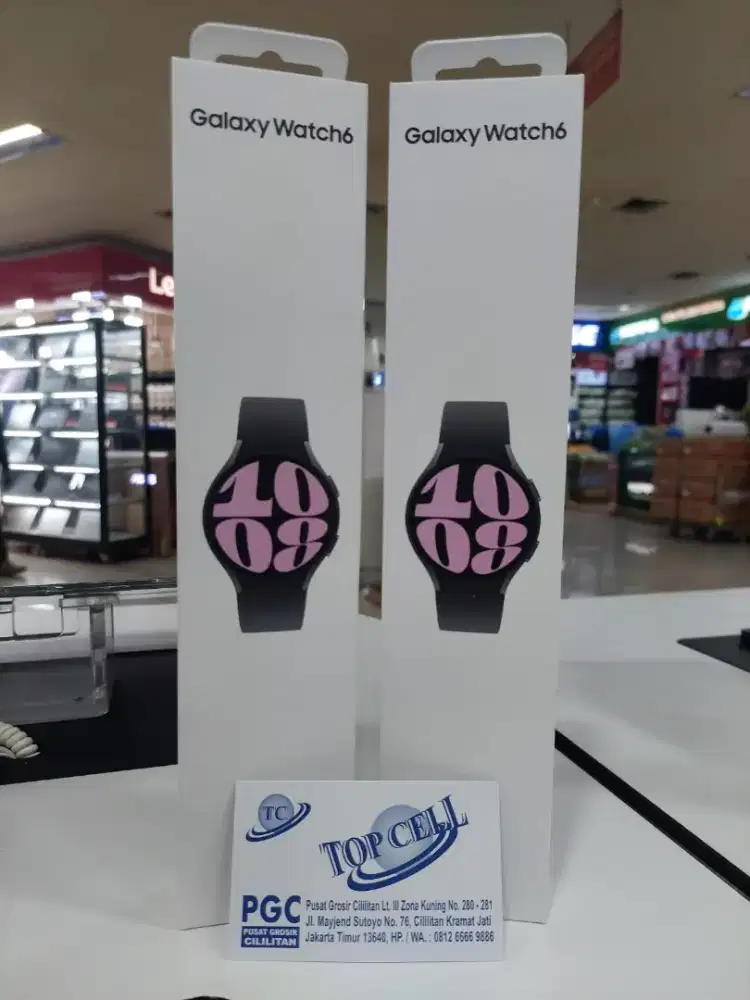 Galaxy Watch6
Galaxy Watch6
10
08
10
08
TC
TOP CELL
PGC
PUSAT GROSIR
CILILITAN
Pusat Grosir Cililitan Lt. III Zona Kuning No. 280 - 281
Jl. Mayjend Sutoyo No. 76, Cililitan Kramat Jati
Jakarta Timur 13640, HP. / WA. : 0812 6666 9886
Le